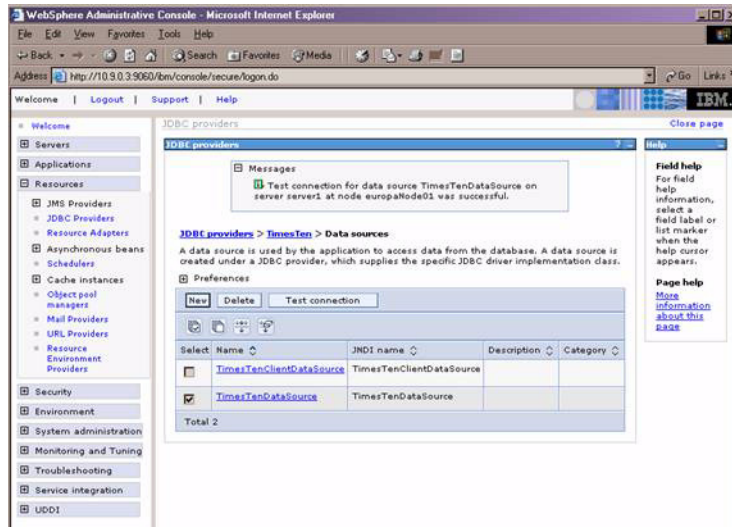 WebSphere Administrative Console - Microsoft Internet Explorer
File Edit View Favorites Tools Help
Back Search Favorites Media
Address http://10.9.0.3:9060/ibm/console/secure/logon.do Go Links
Welcome | Logout | Support | Help IBM.
Welcome
Servers
Applications
Resources
JMS Providers
JDBC Providers
Resource Adapters
Asynchronous beans
Schedulers
Cache instances
Object pool
managers
Mail Providers
URL Providers
Resource
Environment
Providers
Security
Environment
System administration
Monitoring and Tuning
Troubleshooting
Service integration
UDDI
JDBC providers Close page
JDBC providers ? -
Messages
Test connection for data source TimesTenDataSource on
server server1 at node europaNode01 was successful.
JDBC providers > TimesTen > Data sources
A data source is used by the application to access data from the database. A data source is
created under a JDBC provider, which supplies the specific JDBC driver implementation class.
Preferences
New Delete Test connection
Select Name JNDI name Description Category
TimesTenClientDataSource TimesTenClientDataSource
TimesTenDataSource TimesTenDataSource
Total 2
Help -
Field help
For field
help
information,
select a
field label or
list marker
when the
help cursor
appears.
Page help
More
information
about this
page